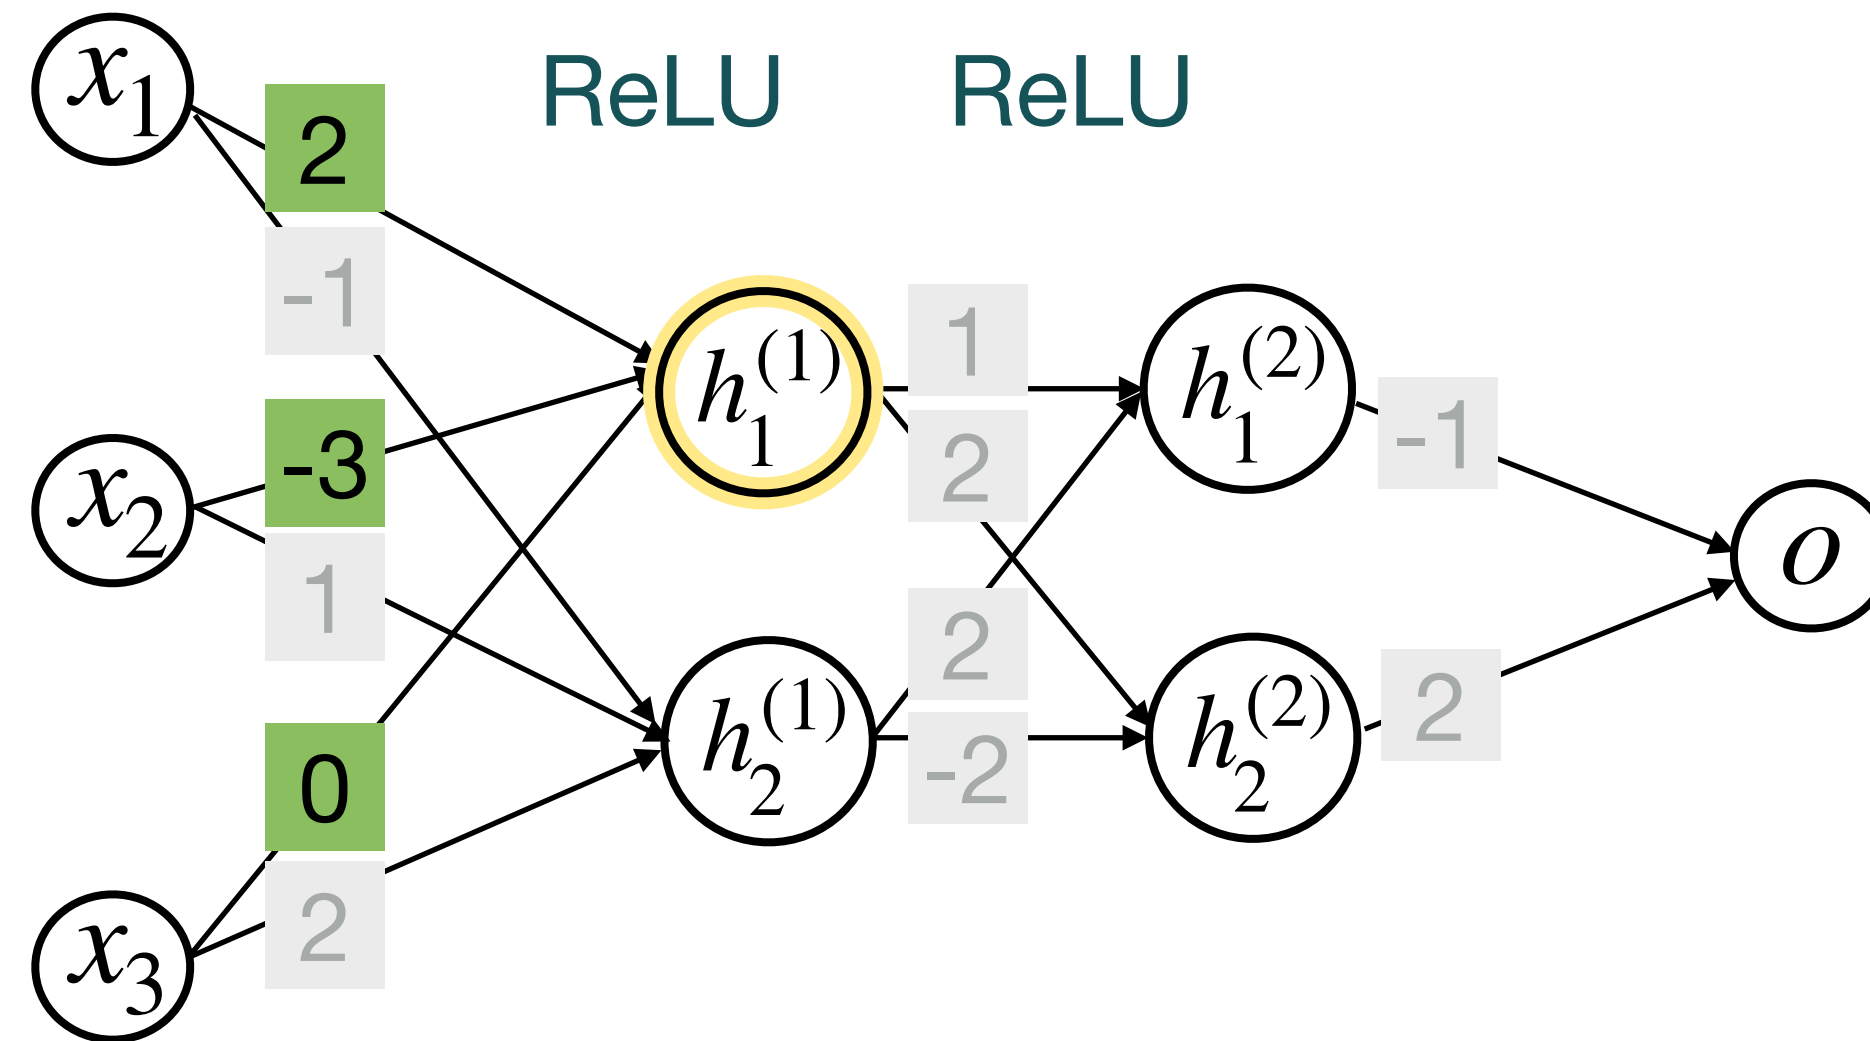 x₁
ReLU
ReLU
2
-1
h₁⁽¹⁾
1
h₁⁽²⁾
2
-1
x₂
-3
1
o
2
h₂⁽¹⁾
-2
h₂⁽²⁾
2
0
x₃
2